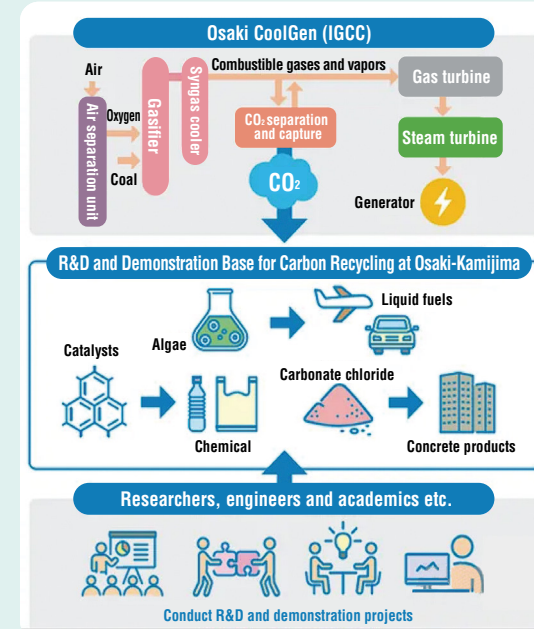 Osaki CoolGen (IGCC)
Air
Air separation unit
Oxygen
Coal
Gasifier
Syngas cooler
Combustible gases and vapors
CO₂ separation
and capture
CO₂
Gas turbine
Steam turbine
Generator
R&D and Demonstration Base for Carbon Recycling at Osaki-Kamijima
Algae
Liquid fuels
Catalysts
Chemical
Carbonate chloride
Concrete products
Researchers, engineers and academics etc.
Conduct R&D and demonstration projects